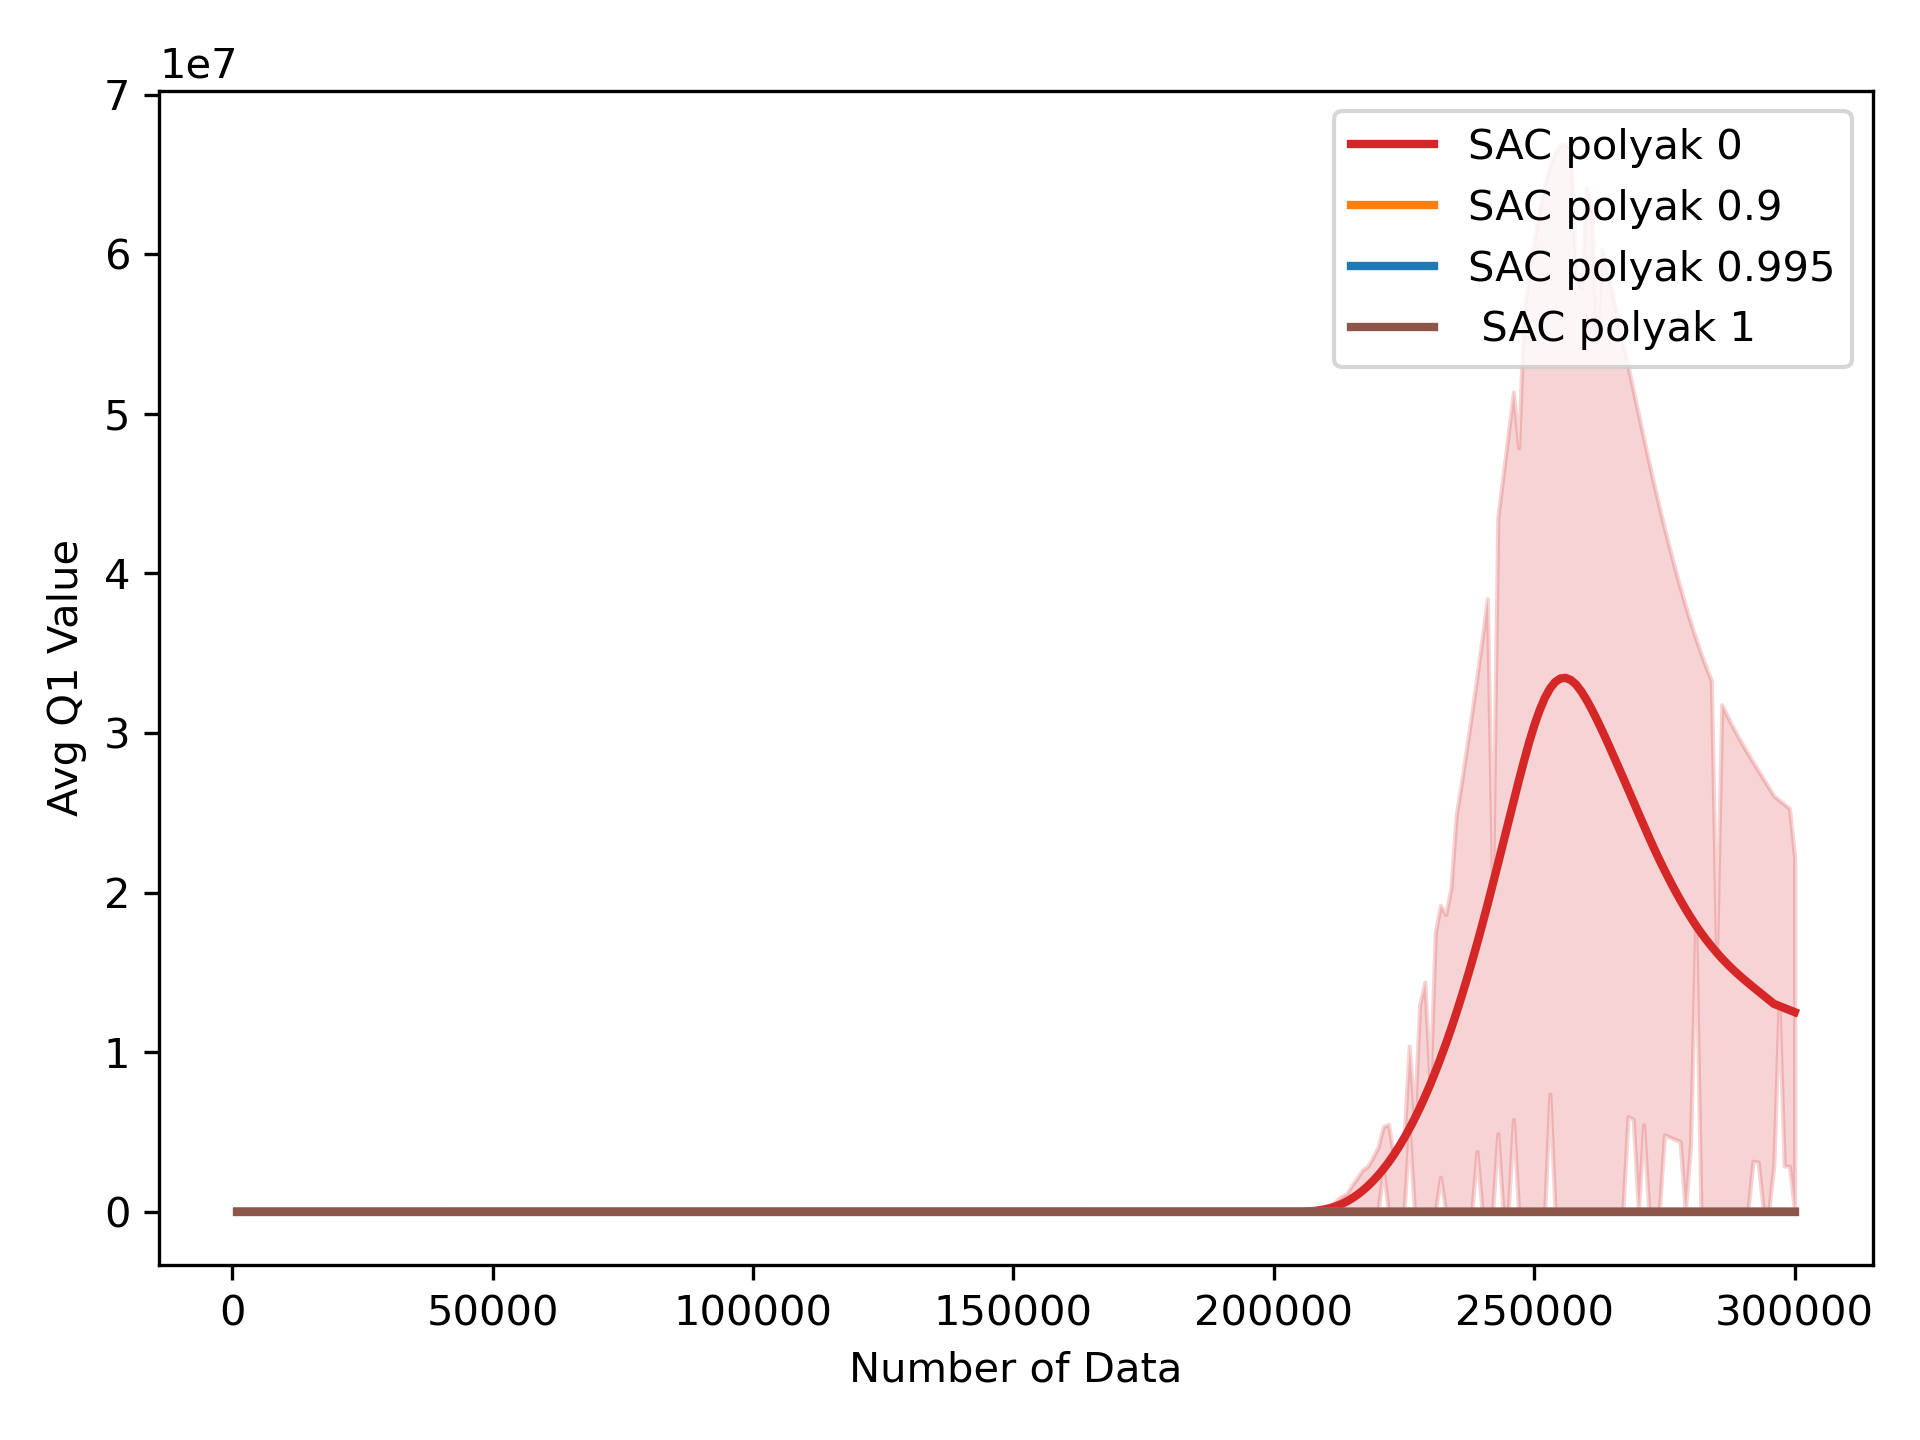 1e7
7
6
5
4
3
2
1
0
Avg Q1 Value
SAC polyak 0
SAC polyak 0.9
SAC polyak 0.995
SAC polyak 1
0 50000 100000 150000 200000 250000 300000
Number of Data